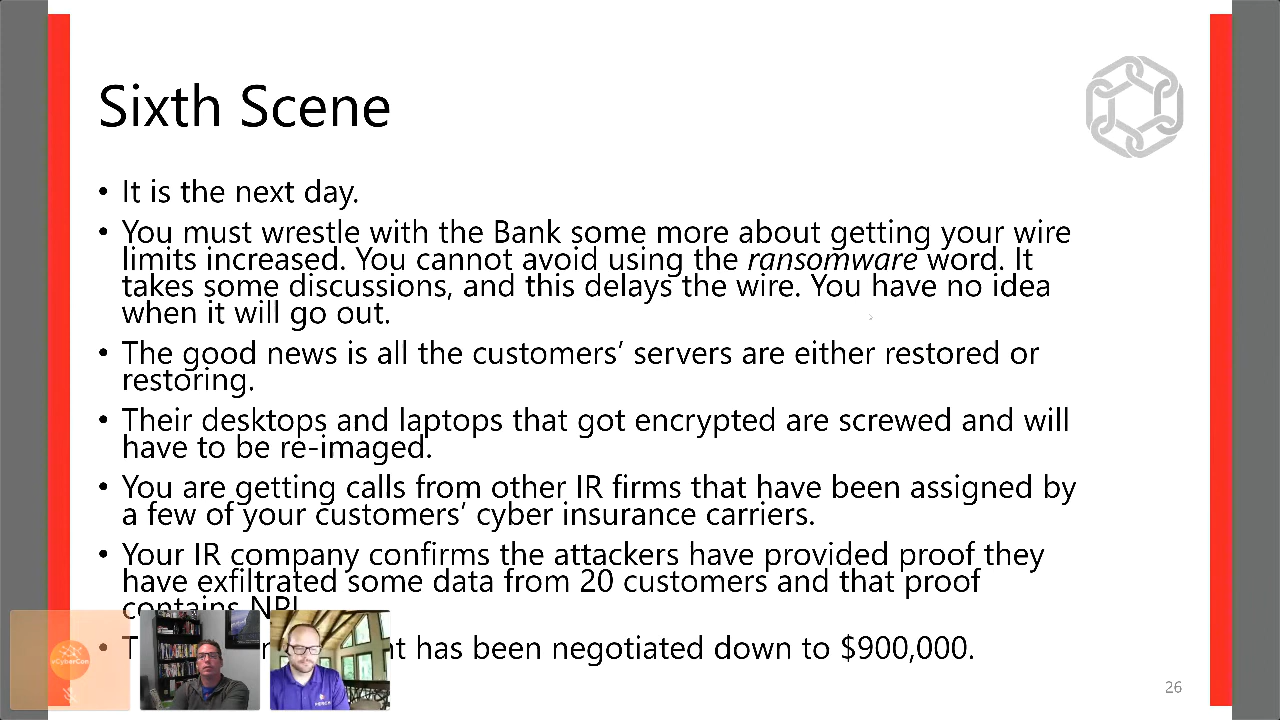 Sixth Scene
• It is the next day.
• You must wrestle with the Bank some more about getting your wire
limits increased. You cannot avoid using the ransomware word. It
takes some discussions, and this delays the wire. You have no idea
when it will go out.
• The good news is all the customers’ servers are either restored or
restoring.
• Their desktops and laptops that got encrypted are screwed and will
have to be re-imaged.
• You are getting calls from other IR firms that have been assigned by
a few of your customers’ cyber insurance carriers.
• Your IR company confirms the attackers have provided proof they
have exfiltrated some data from 20 customers and that proof
contains NPI.
has been negotiated down to $900,000.
eCyberCon
26